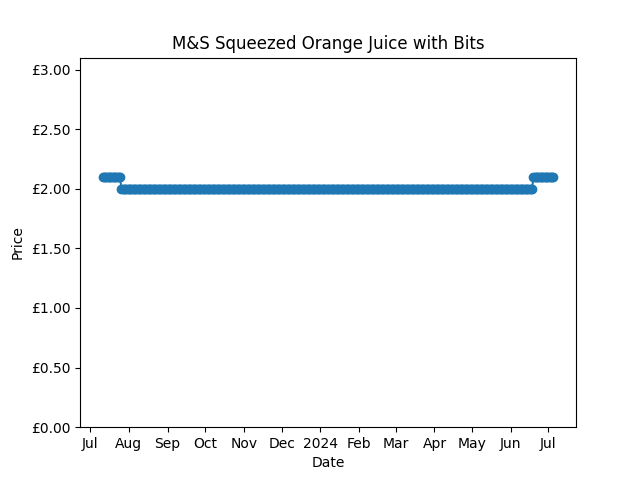 M&S Squeezed Orange Juice with Bits
£3.00
£2.50
£2.00
£1.50
£1.00
£0.50
£0.00
Price
Jul Aug Sep Oct Nov Dec 2024 Feb Mar Apr May Jun Jul
Date